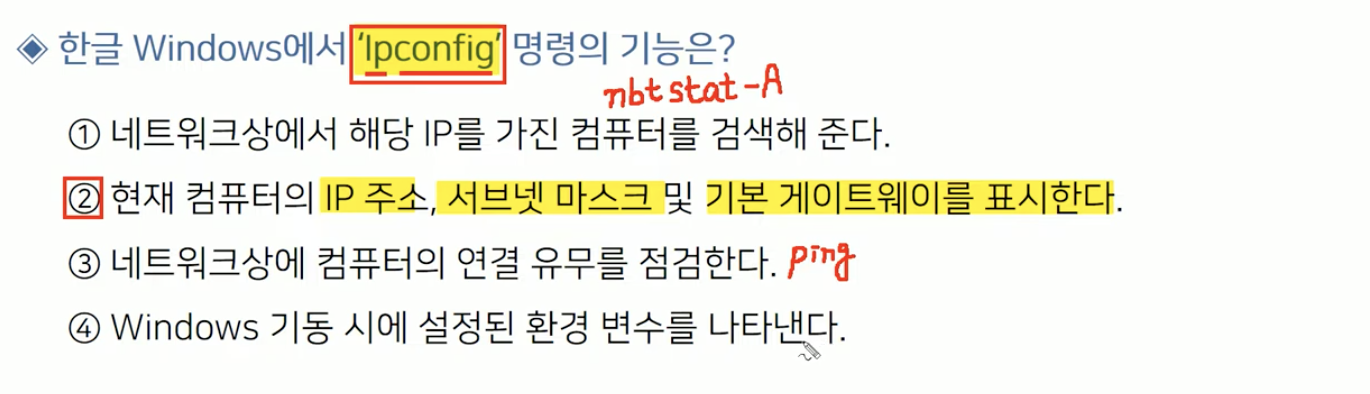 ◈ 한글 Windows에서 'Ipconfig' 명령의 기능은?
nbtstat -A
① 네트워크상에서 해당 IP를 가진 컴퓨터를 검색해 준다.
② 현재 컴퓨터의 IP 주소, 서브넷 마스크 및 기본 게이트웨이를 표시한다.
③ 네트워크상에 컴퓨터의 연결 유무를 점검한다. ping
④ Windows 기동 시에 설정된 환경 변수를 나타낸다.